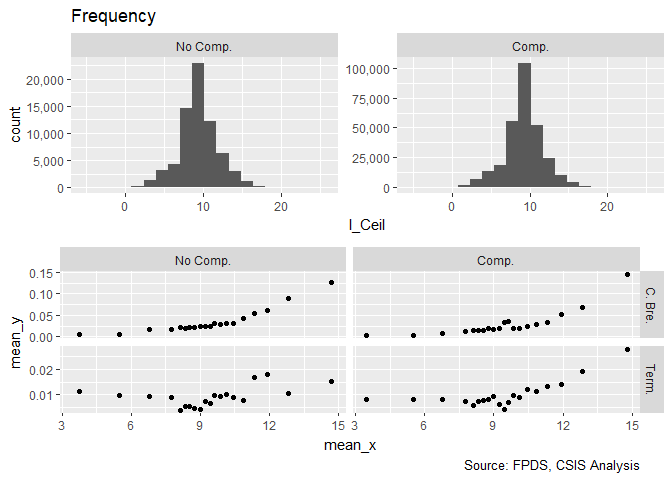 Frequency
No Comp. Comp.
count
20,000 100,000
15,000 75,000
10,000 50,000
5,000 25,000
0 0
0 10 20 0 10 20
l_Ceil
No Comp. Comp.
mean_y
0.15
0.10
0.05
0.00
C. Bre.
0.02
0.01
Term.
3 6 9 12 15 3 6 9 12 15
mean_x
Source: FPDS, CSIS Analysis